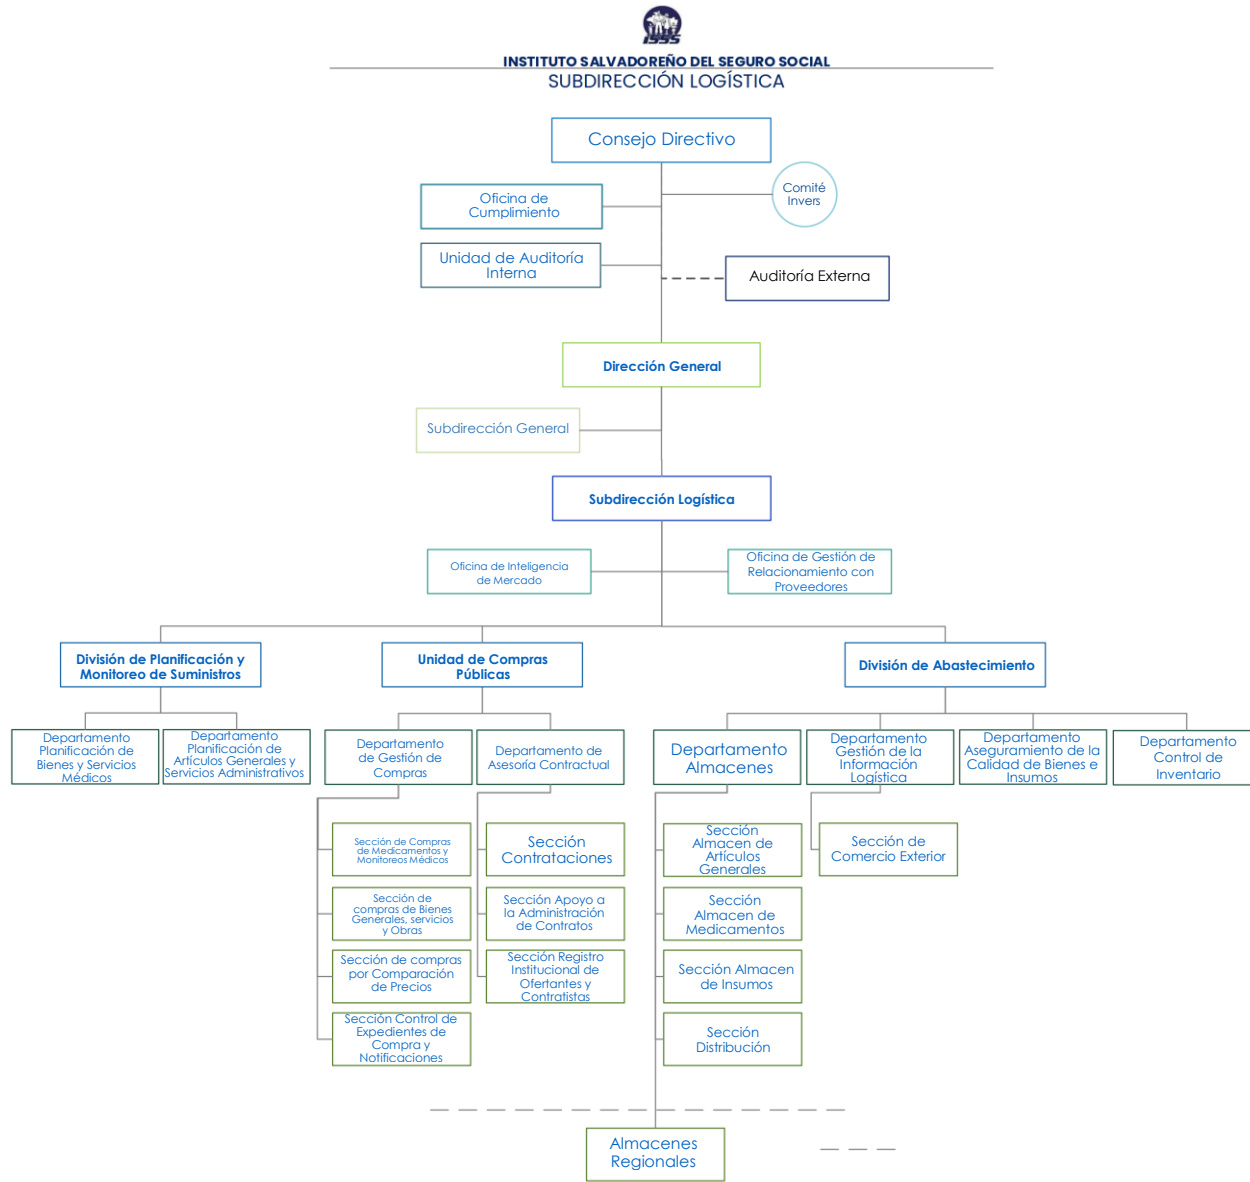 ISSS
INSTITUTO SALVADOREÑO DEL SEGURO SOCIAL
SUBDIRECCIÓN LOGÍSTICA
Consejo Directivo
Oficina de
Cumplimiento
Comité
Invers
Unidad de Auditoría
Interna
Auditoría Externa
Dirección General
Subdirección General
Subdirección Logística
Oficina de Inteligencia
de Mercado
Oficina de Gestión de
Relacionamiento con
Proveedores
División de Planificación y
Monitoreo de Suministros
Unidad de Compras
Públicas
División de Abastecimiento
Departamento
Planificación de
Bienes y Servicios
Médicos
Departamento
Planificación de
Artículos Generales y
Servicios Administrativos
Departamento
de Gestión de
Compras
Departamento de
Asesoría Contractual
Departamento
Almacenes
Departamento
Gestión de la
Información
Logística
Departamento
Aseguramiento de la
Calidad de Bienes e
Insumos
Departamento
Control de
Inventario
Sección de Compras
de Medicamentos y
Monitoreos Médicos
Sección
Contrataciones
Sección
Almacen de
Artículos
Generales
Sección de
Comercio Exterior
Sección de
compras de Bienes
Generales, servicios
y Obras
Sección Apoyo a
la Administración
de Contratos
Sección
Almacen de
Medicamentos
Sección de compras
por Comparación
de Precios
Sección Registro
Institucional de
Ofertantes y
Contratistas
Sección Almacen
de Insumos
Sección Control de
Expedientes de
Compra y
Notificaciones
Sección
Distribución
Almacenes
Regionales